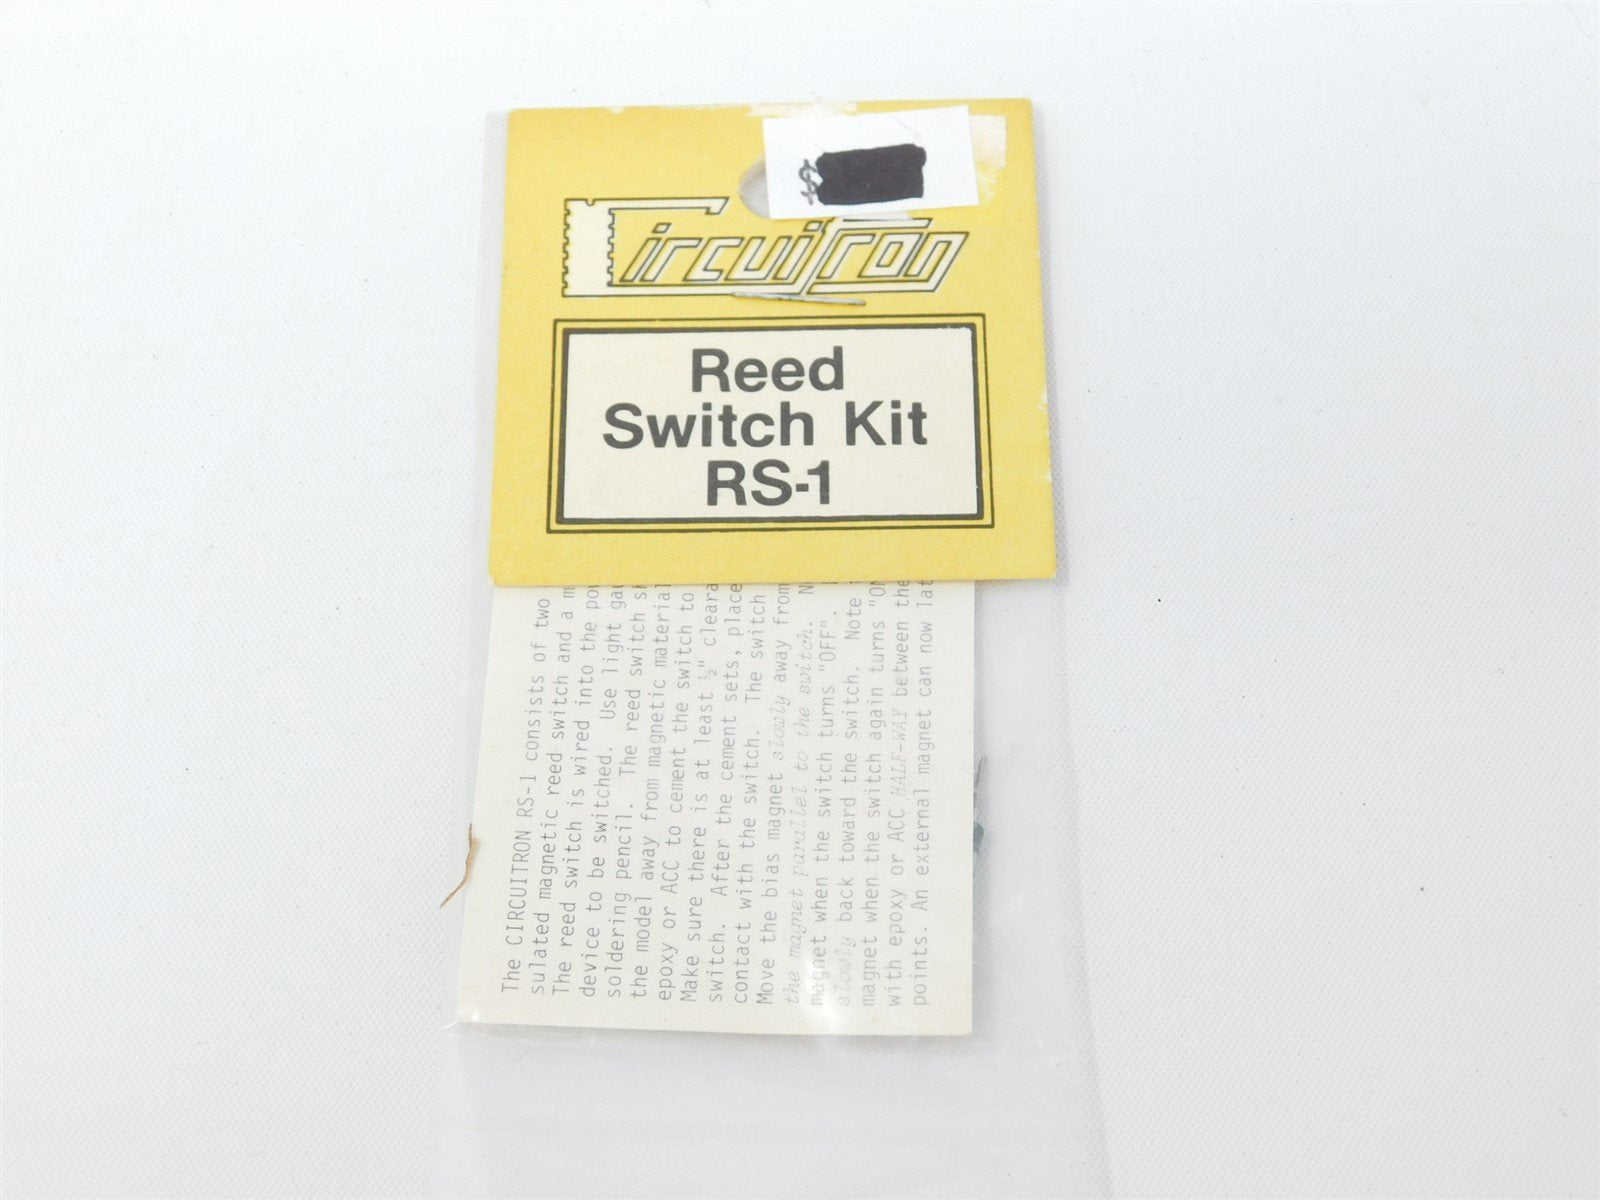 $
Circuitron
Reed
Switch Kit
RS-1
The CIRCUITRON RS-1 consists of two
sulated magnetic reed switch and a
The reed switch is wired into the
device to be switched. Use light
soldering pencil. The reed switch
the model away from magnetic material
epoxy or ACC to cement the switch to
Make sure there is at least ½"
switch. After the cement sets, place
contact with the switch. The switch
Move the bias magnet slowly away from
the magnet parallel to the switch.
magnet when the switch turns "OFF".
slowly back toward the switch. Note
magnet when the switch again turns
with epoxy or ACC HALF-WAY between the
points. An external magnet can now